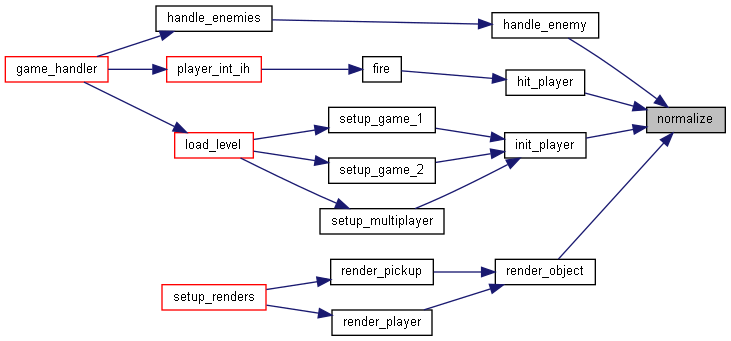 handle_enemies
handle_enemy
game_handler
player_int_ih
fire
hit_player
normalize
setup_game_1
load_level
init_player
setup_game_2
setup_multiplayer
render_pickup
render_object
setup_renders
render_player